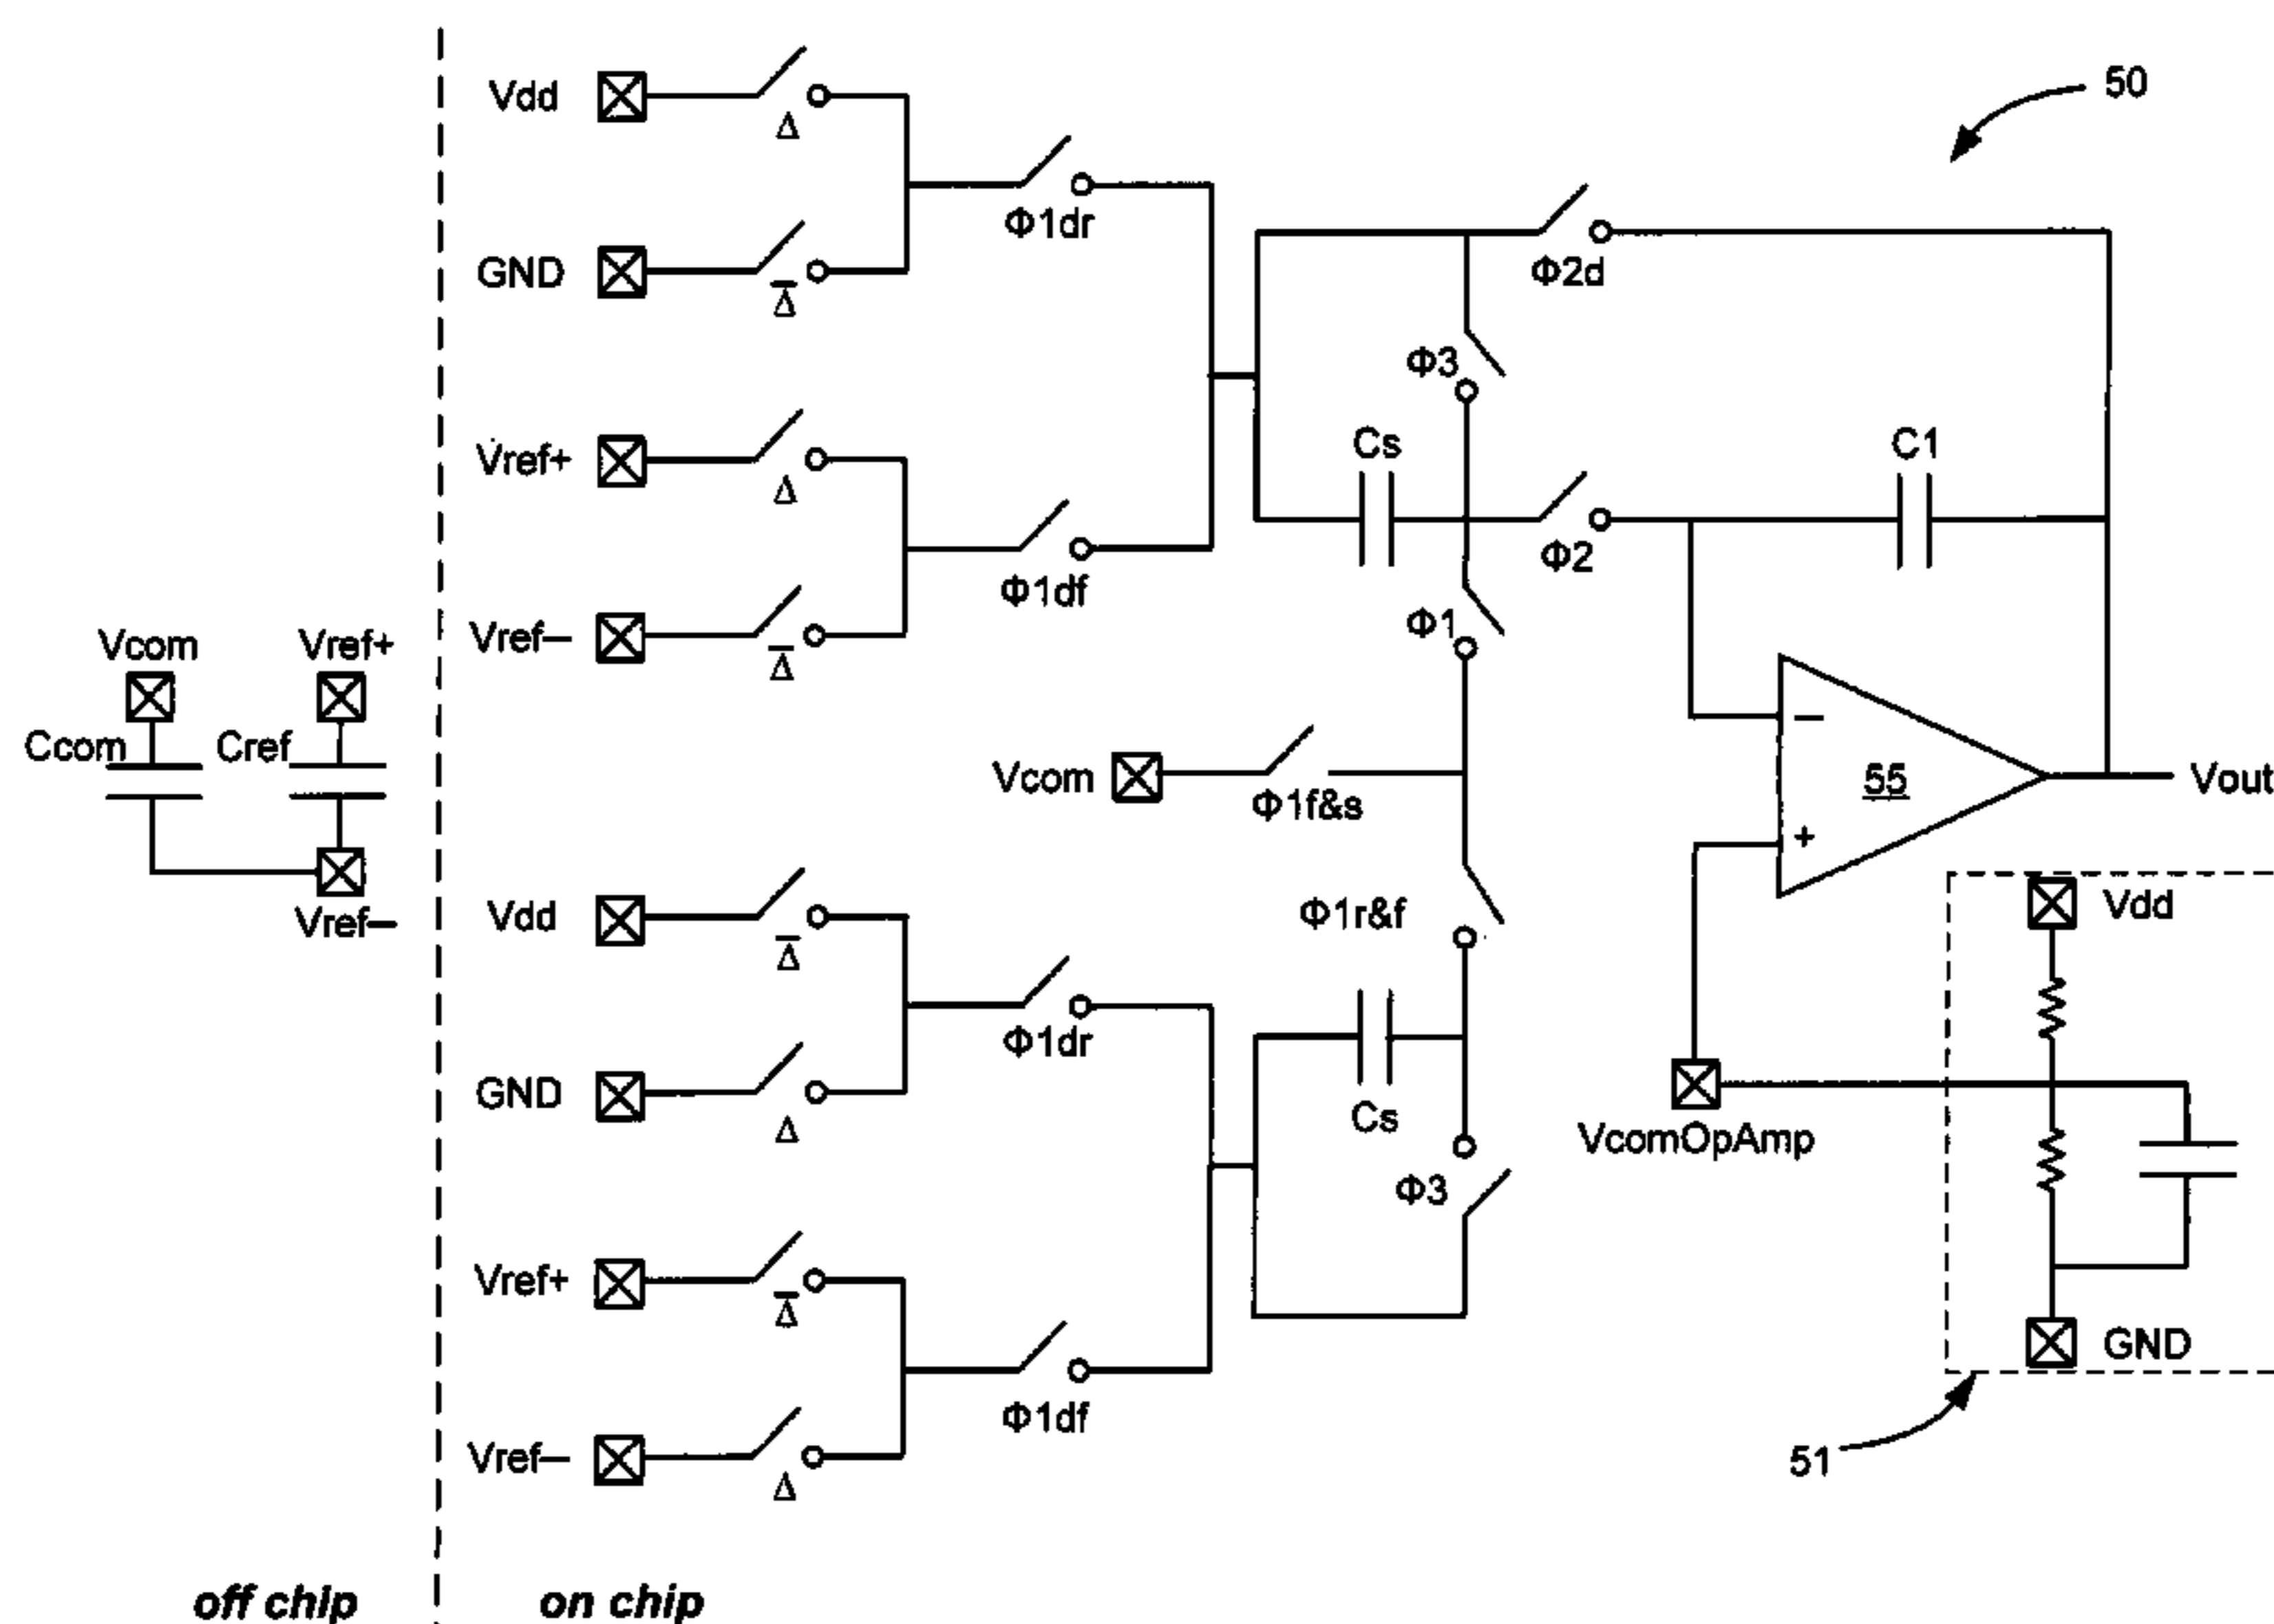 50
Vdd
Δ
Φ1dr
GND
Δ̅
Φ2d
Φ3
Vref+
Δ
Cs
C1
Φ1df
Φ2
Vref–
Δ̅
Φ1
Vcom
Vref+
Ccom
Cref
Vref–
Vcom
Φ1f&s
–
55
+
Vout
Vdd
Δ̅
Φ1r&f
Vdd
Φ1dr
GND
Δ
Cs
VcomOpAmp
Φ3
Vref+
Δ̅
Φ1df
GND
Vref–
Δ
51
off chip
on chip